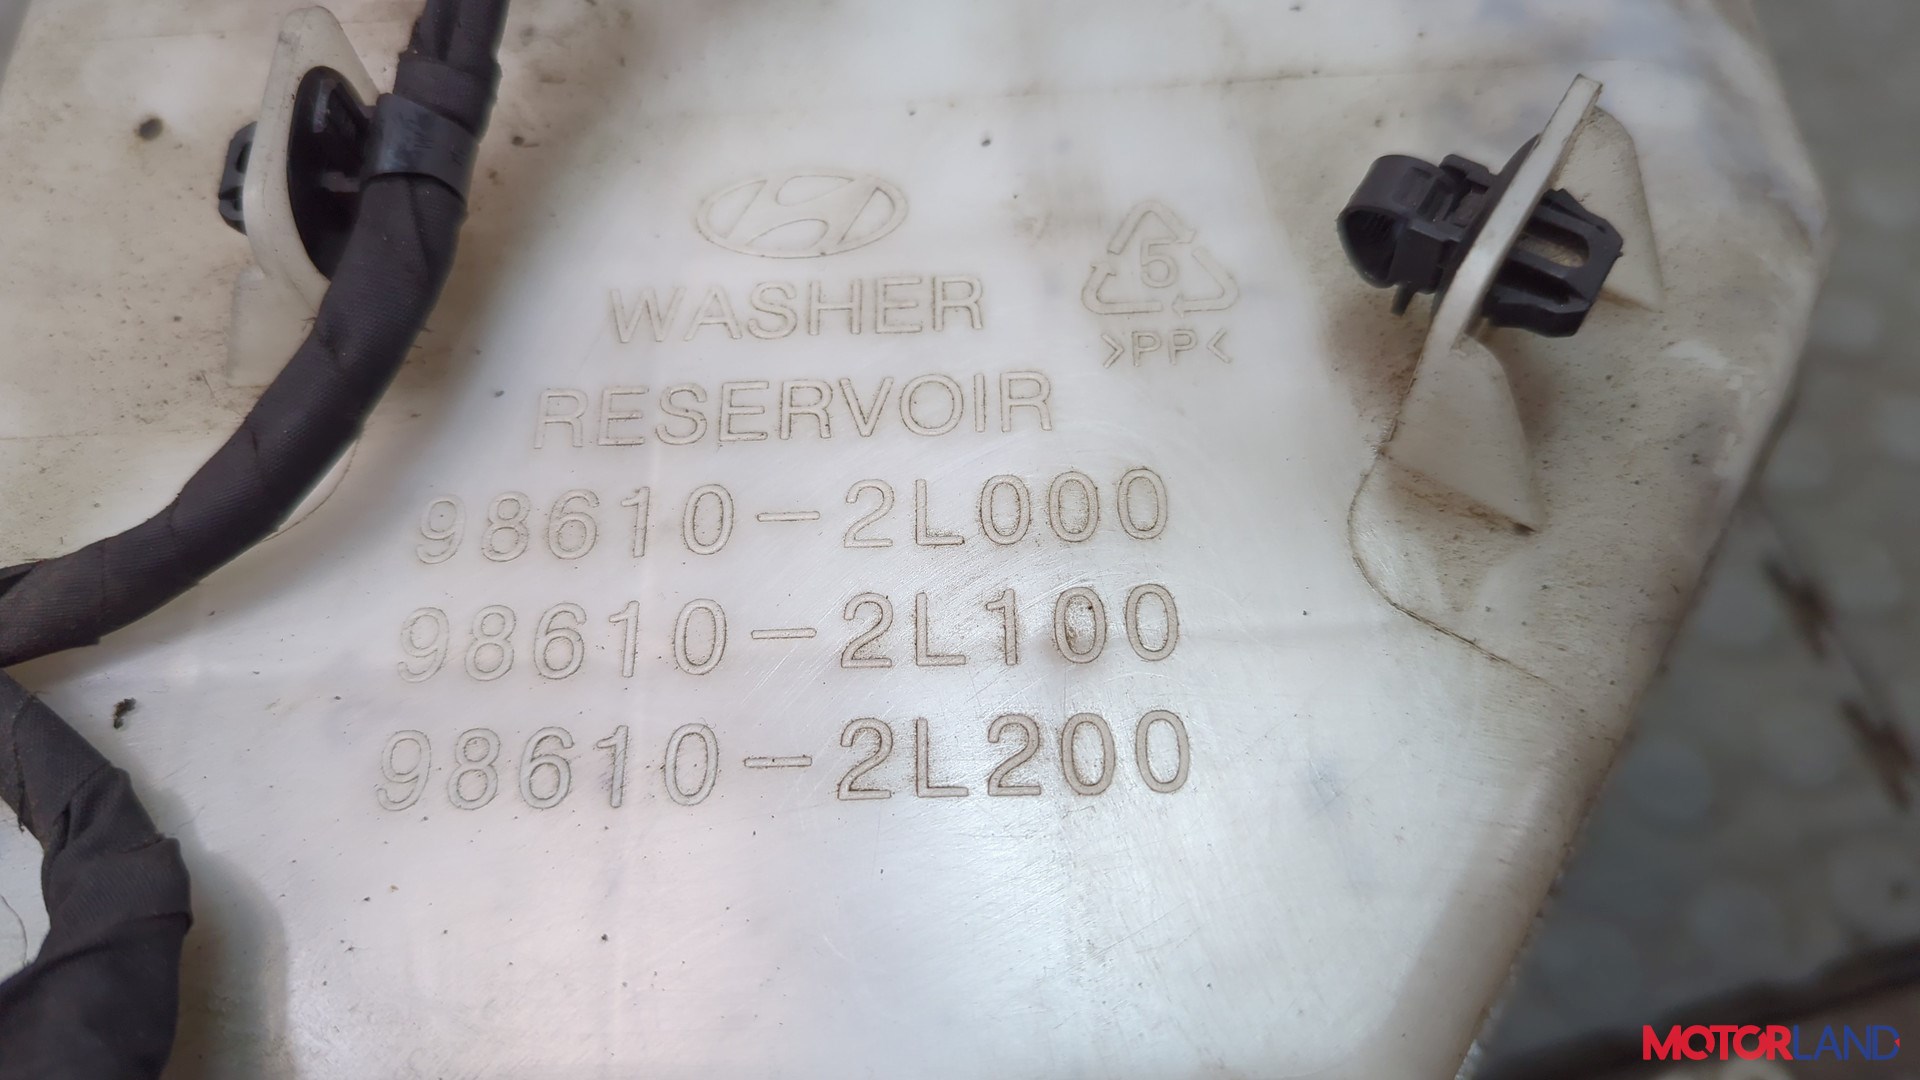 WASHER
RESERVOIR
5
>PP<
98610-2L000
98610-2L100
98610-2L200
MOTORLAND